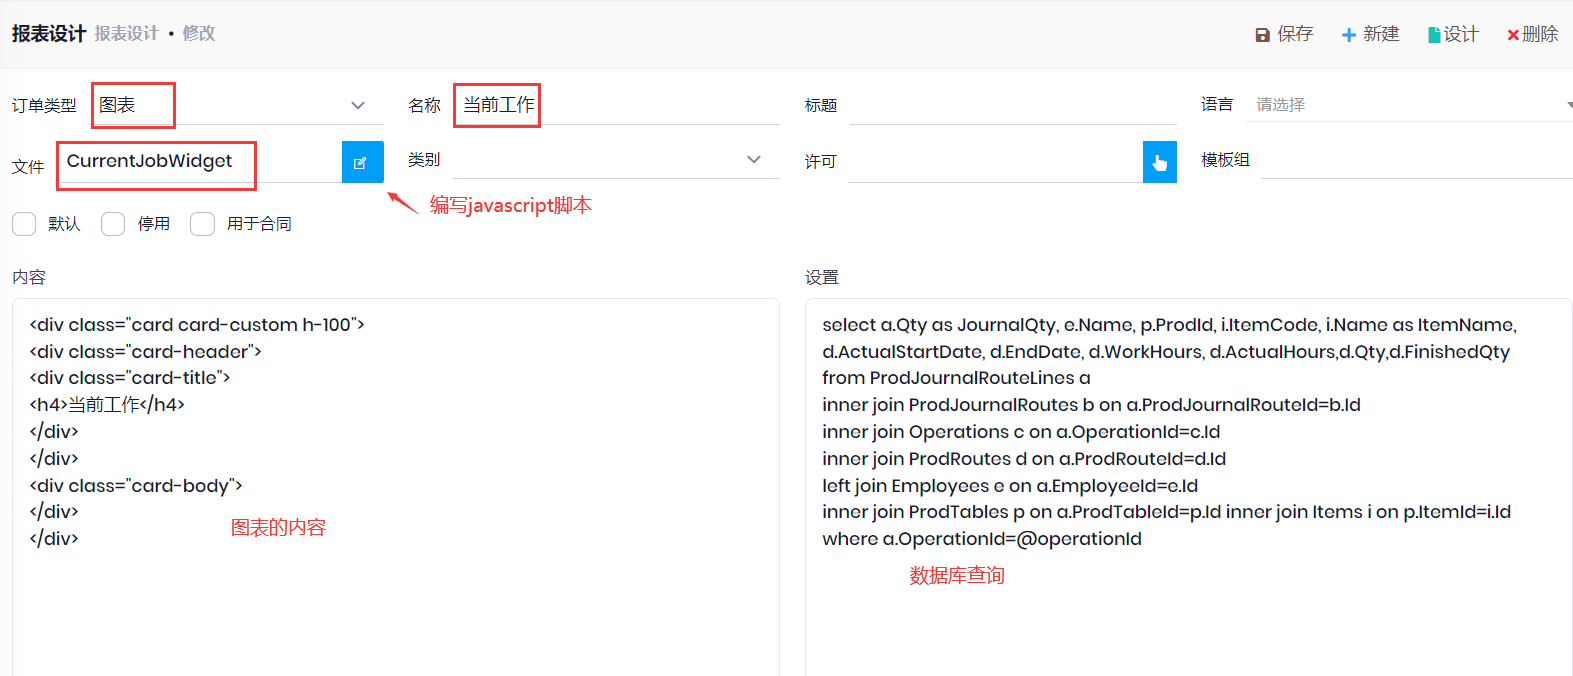 报表设计 报表设计 • 修改
保存 新建 设计 删除
订单类型 图表 名称 当前工作 标题 语言 请选择
文件 CurrentJobWidget 类别 许可 模板组
编写javascript脚本
默认 停用 用于合同
内容
<div class="card card-custom h-100">
<div class="card-header">
<div class="card-title">
<h4>当前工作</h4>
</div>
</div>
<div class="card-body">
</div>
</div>
图表的内容
设置
select a.Qty as JournalQty, e.Name, p.ProdId, i.ItemCode, i.Name as ItemName,
d.ActualStartDate, d.EndDate, d.WorkHours, d.ActualHours,d.Qty,d.FinishedQty
from ProdJournalRouteLines a
inner join ProdJournalRoutes b on a.ProdJournalRouteId=b.Id
inner join Operations c on a.OperationId=c.Id
inner join ProdRoutes d on a.ProdRouteId=d.Id
left join Employees e on a.EmployeeId=e.Id
inner join ProdTables p on a.ProdTableId=p.Id inner join Items i on p.ItemId=i.Id
where a.OperationId=@operationId
数据库查询